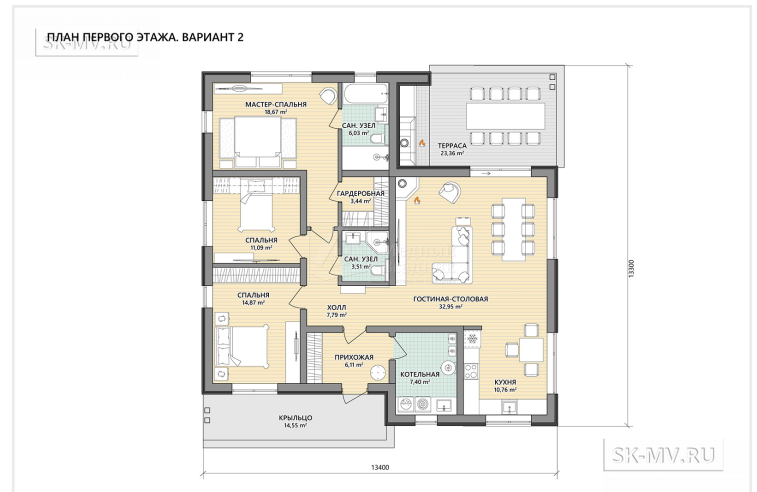 ПЛАН ПЕРВОГО ЭТАЖА. ВАРИАНТ 2
SK-MV.RU
МАСТЕР-СПАЛЬНЯ
18,67 m²
САН. УЗЕЛ
6,03 m²
ТЕРРАСА
23,36 m²
ГАРДЕРОБНАЯ
3,44 m²
СПАЛЬНЯ
11,09 m²
САН. УЗЕЛ
3,51 m²
СПАЛЬНЯ
14,87 m²
ХОЛЛ
7,79 m²
ГОСТИНАЯ-СТОЛОВАЯ
32,95 m²
13300
ПРИХОЖАЯ
6,11 m²
КОТЕЛЬНАЯ
7,40 m²
КУХНЯ
10,76 m²
КРЫЛЬЦО
14,55 m²
SK-MV.RU
13400